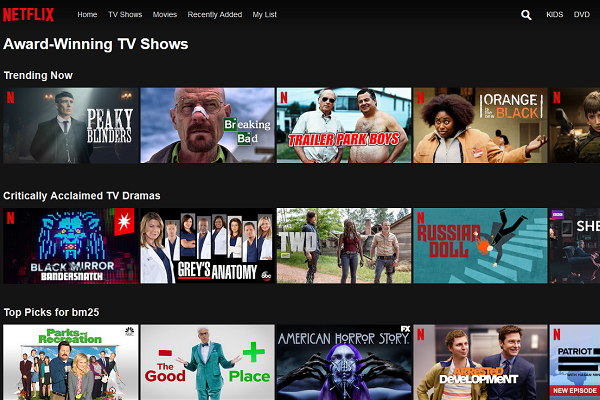 NETFLIX
Home TV Shows Movies Recently Added My List KIDS DVD
Award-Winning TV Shows
Trending Now
N
PEAKY
BLINDERS
Breaking
Bad
TRAILER PARK BOYS
N
ORANGE
IS THE NEW
BLACK
N
Critically Acclaimed TV Dramas
N
BLACK MIRROR
BANDERSNATCH
GREY'S ANATOMY
abc
N
RUSSIAN
DOLL
BBC
SHE
Top Picks for bm25
Parks and
Recreation
NBC
The
Good Place
AMERICAN HORROR STORY
FX
N
ARRESTED
DEVELOPMENT
N
PATRIOT
NEW EPISODE